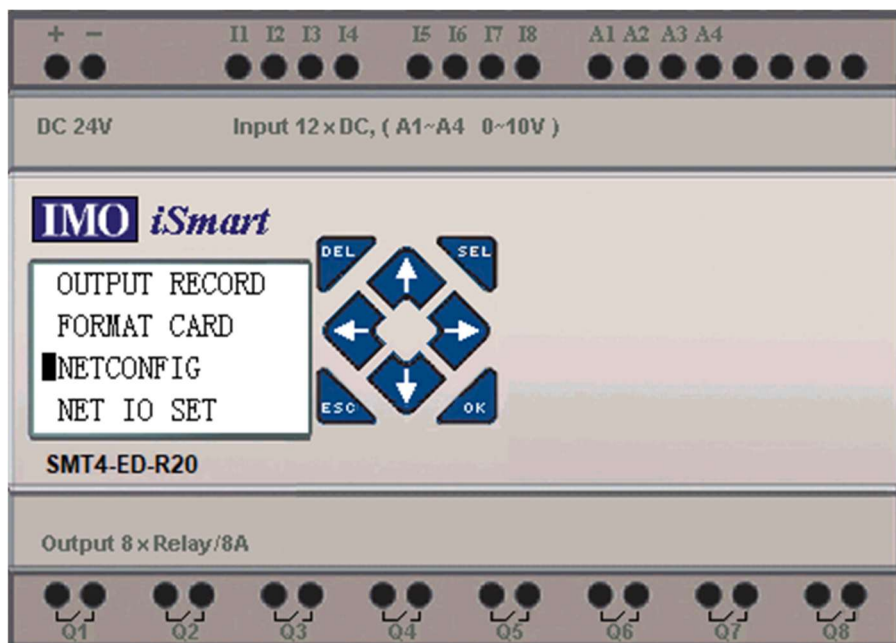 + − I1 I2 I3 I4 I5 I6 I7 I8 A1 A2 A3 A4
DC 24V Input 12×DC, ( A1~A4 0~10V )
IMO iSmart
DEL SEL
OUTPUT RECORD
FORMAT CARD
NETCONFIG
NET IO SET
ESC OK
SMT4-ED-R20
Output 8×Relay/8A
Q1 Q2 Q3 Q4 Q5 Q6 Q7 Q8